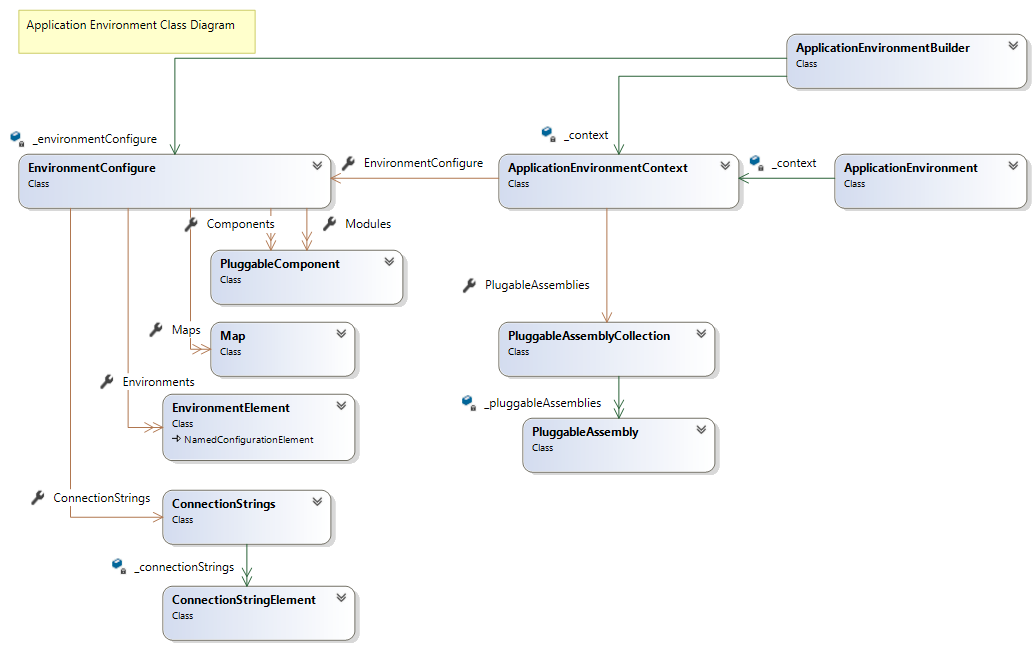 Application Environment Class Diagram
ApplicationEnvironmentBuilder
Class
_environmentConfigure
_context
EnvironmentConfigure
Class
EnvironmentConfigure
ApplicationEnvironmentContext
Class
_context
ApplicationEnvironment
Class
Components
Modules
PluggableComponent
Class
PlugableAssemblies
Maps
Map
Class
PluggableAssemblyCollection
Class
Environments
EnvironmentElement
Class
NamedConfigurationElement
_pluggableAssemblies
PluggableAssembly
Class
ConnectionStrings
ConnectionStrings
Class
_connectionStrings
ConnectionStringElement
Class